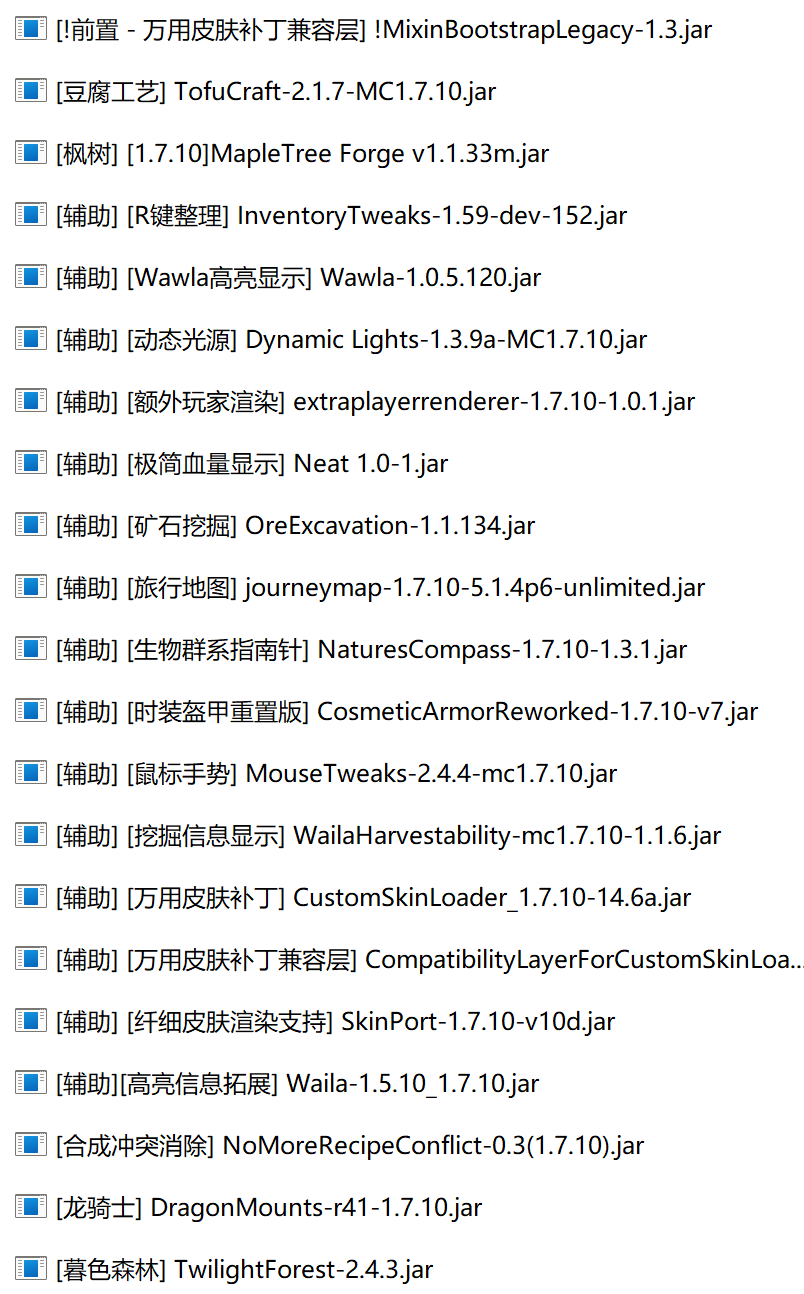 [!前置 - 万用皮肤补丁兼容层] !MixinBootstrapLegacy-1.3.jar
[豆腐工艺] TofuCraft-2.1.7-MC1.7.10.jar
[枫树] [1.7.10]MapleTree Forge v1.1.33m.jar
[辅助] [R键整理] InventoryTweaks-1.59-dev-152.jar
[辅助] [Wawla高亮显示] Wawla-1.0.5.120.jar
[辅助] [动态光源] Dynamic Lights-1.3.9a-MC1.7.10.jar
[辅助] [额外玩家渲染] extraplayerrenderer-1.7.10-1.0.1.jar
[辅助] [极简血量显示] Neat 1.0-1.jar
[辅助] [矿石挖掘] OreExcavation-1.1.134.jar
[辅助] [旅行地图] journeymap-1.7.10-5.1.4p6-unlimited.jar
[辅助] [生物群系指南针] NaturesCompass-1.7.10-1.3.1.jar
[辅助] [时装盔甲重置版] CosmeticArmorReworked-1.7.10-v7.jar
[辅助] [鼠标手势] MouseTweaks-2.4.4-mc1.7.10.jar
[辅助] [挖掘信息显示] WailaHarvestability-mc1.7.10-1.1.6.jar
[辅助] [万用皮肤补丁] CustomSkinLoader_1.7.10-14.6a.jar
[辅助] [万用皮肤补丁兼容层] CompatibilityLayerForCustomSkinLoa...
[辅助] [纤细皮肤渲染支持] SkinPort-1.7.10-v10d.jar
[辅助][高亮信息拓展] Waila-1.5.10_1.7.10.jar
[合成冲突消除] NoMoreRecipeConflict-0.3(1.7.10).jar
[龙骑士] DragonMounts-r41-1.7.10.jar
[暮色森林] TwilightForest-2.4.3.jar